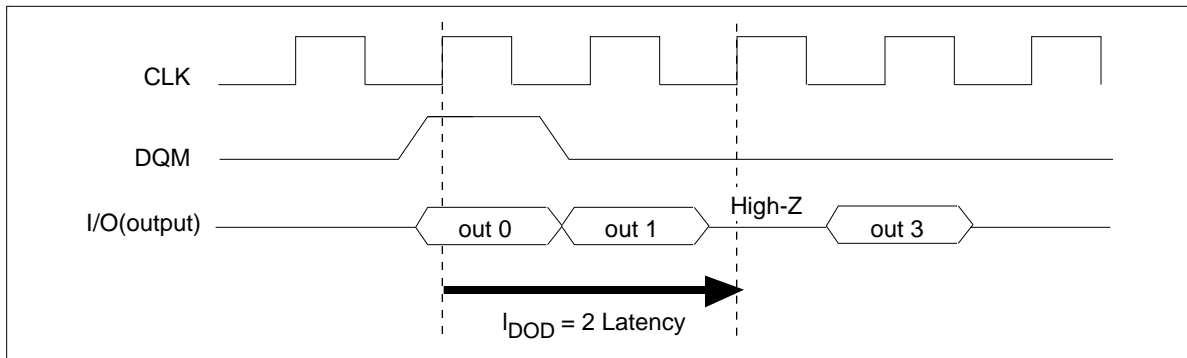 CLK
DQM
High-Z
I/O(output)
out 0
out 1
out 3
IDOD = 2 Latency